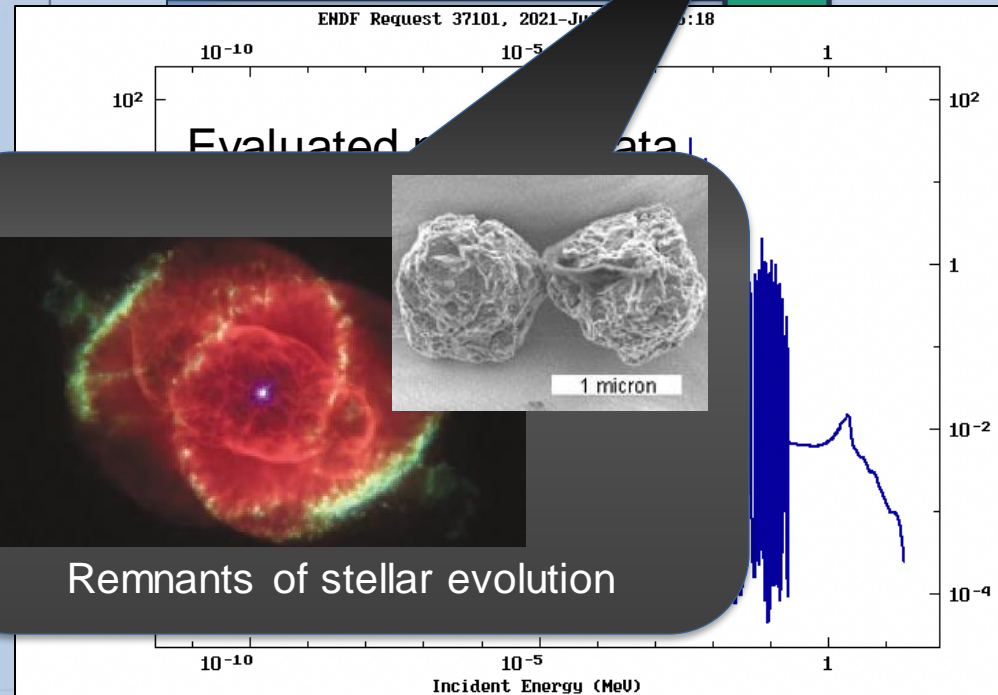 ENDF Request 37101, 2021-Ju :18
10⁻¹⁰ 10⁻⁵ 1
10² 10²
Evaluated ata
1
1 micron
10⁻²
Remnants of stellar evolution
10⁻⁴
10⁻¹⁰ 10⁻⁵ 1
Incident Energy (MeV)